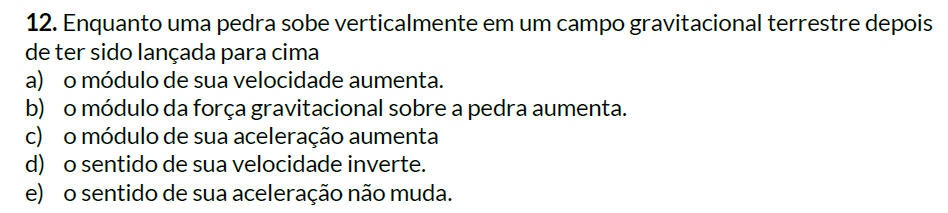 12. Enquanto uma pedra sobe verticalmente em um campo gravitacional terrestre depois
de ter sido lançada para cima
a) o módulo de sua velocidade aumenta.
b) o módulo da força gravitacional sobre a pedra aumenta.
c) o módulo de sua aceleração aumenta
d) o sentido de sua velocidade inverte.
e) o sentido de sua aceleração não muda.